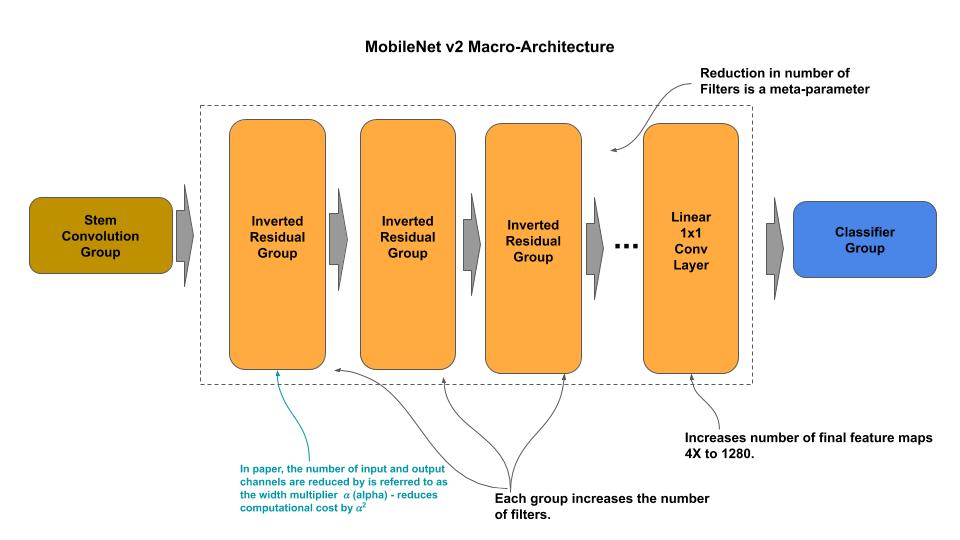 MobileNet v2 Macro-Architecture
Reduction in number of
Filters is a meta-parameter
Stem
Convolution
Group
Inverted
Residual
Group
Inverted
Residual
Group
Inverted
Residual
Group
...
Linear
1x1
Conv
Layer
Classifier
Group
In paper, the number of input and output
channels are reduced by is referred to as
the width multiplier α (alpha) - reduces
computational cost by α²
Each group increases the number
of filters.
Increases number of final feature maps
4X to 1280.